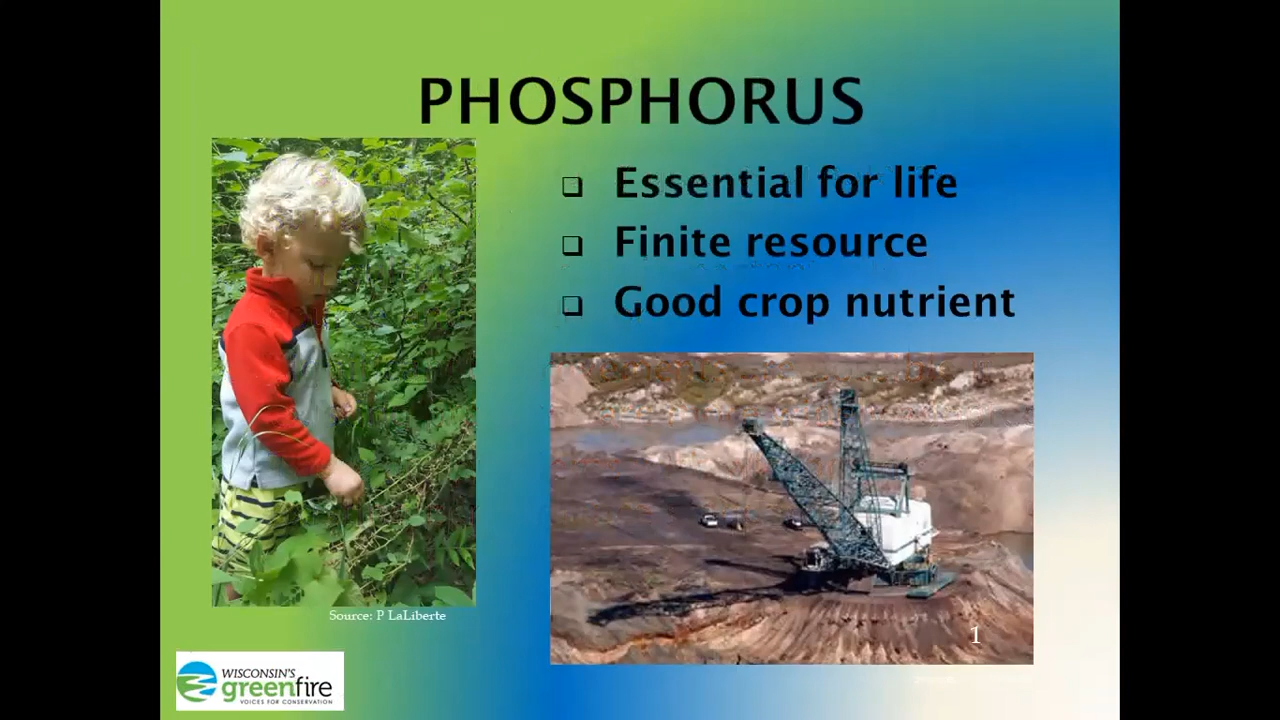 PHOSPHORUS
Essential for life
Finite resource
Good crop nutrient
Source: P LaLiberte
1
WISCONSIN'S
greenfire
VOICES FOR CONSERVATION